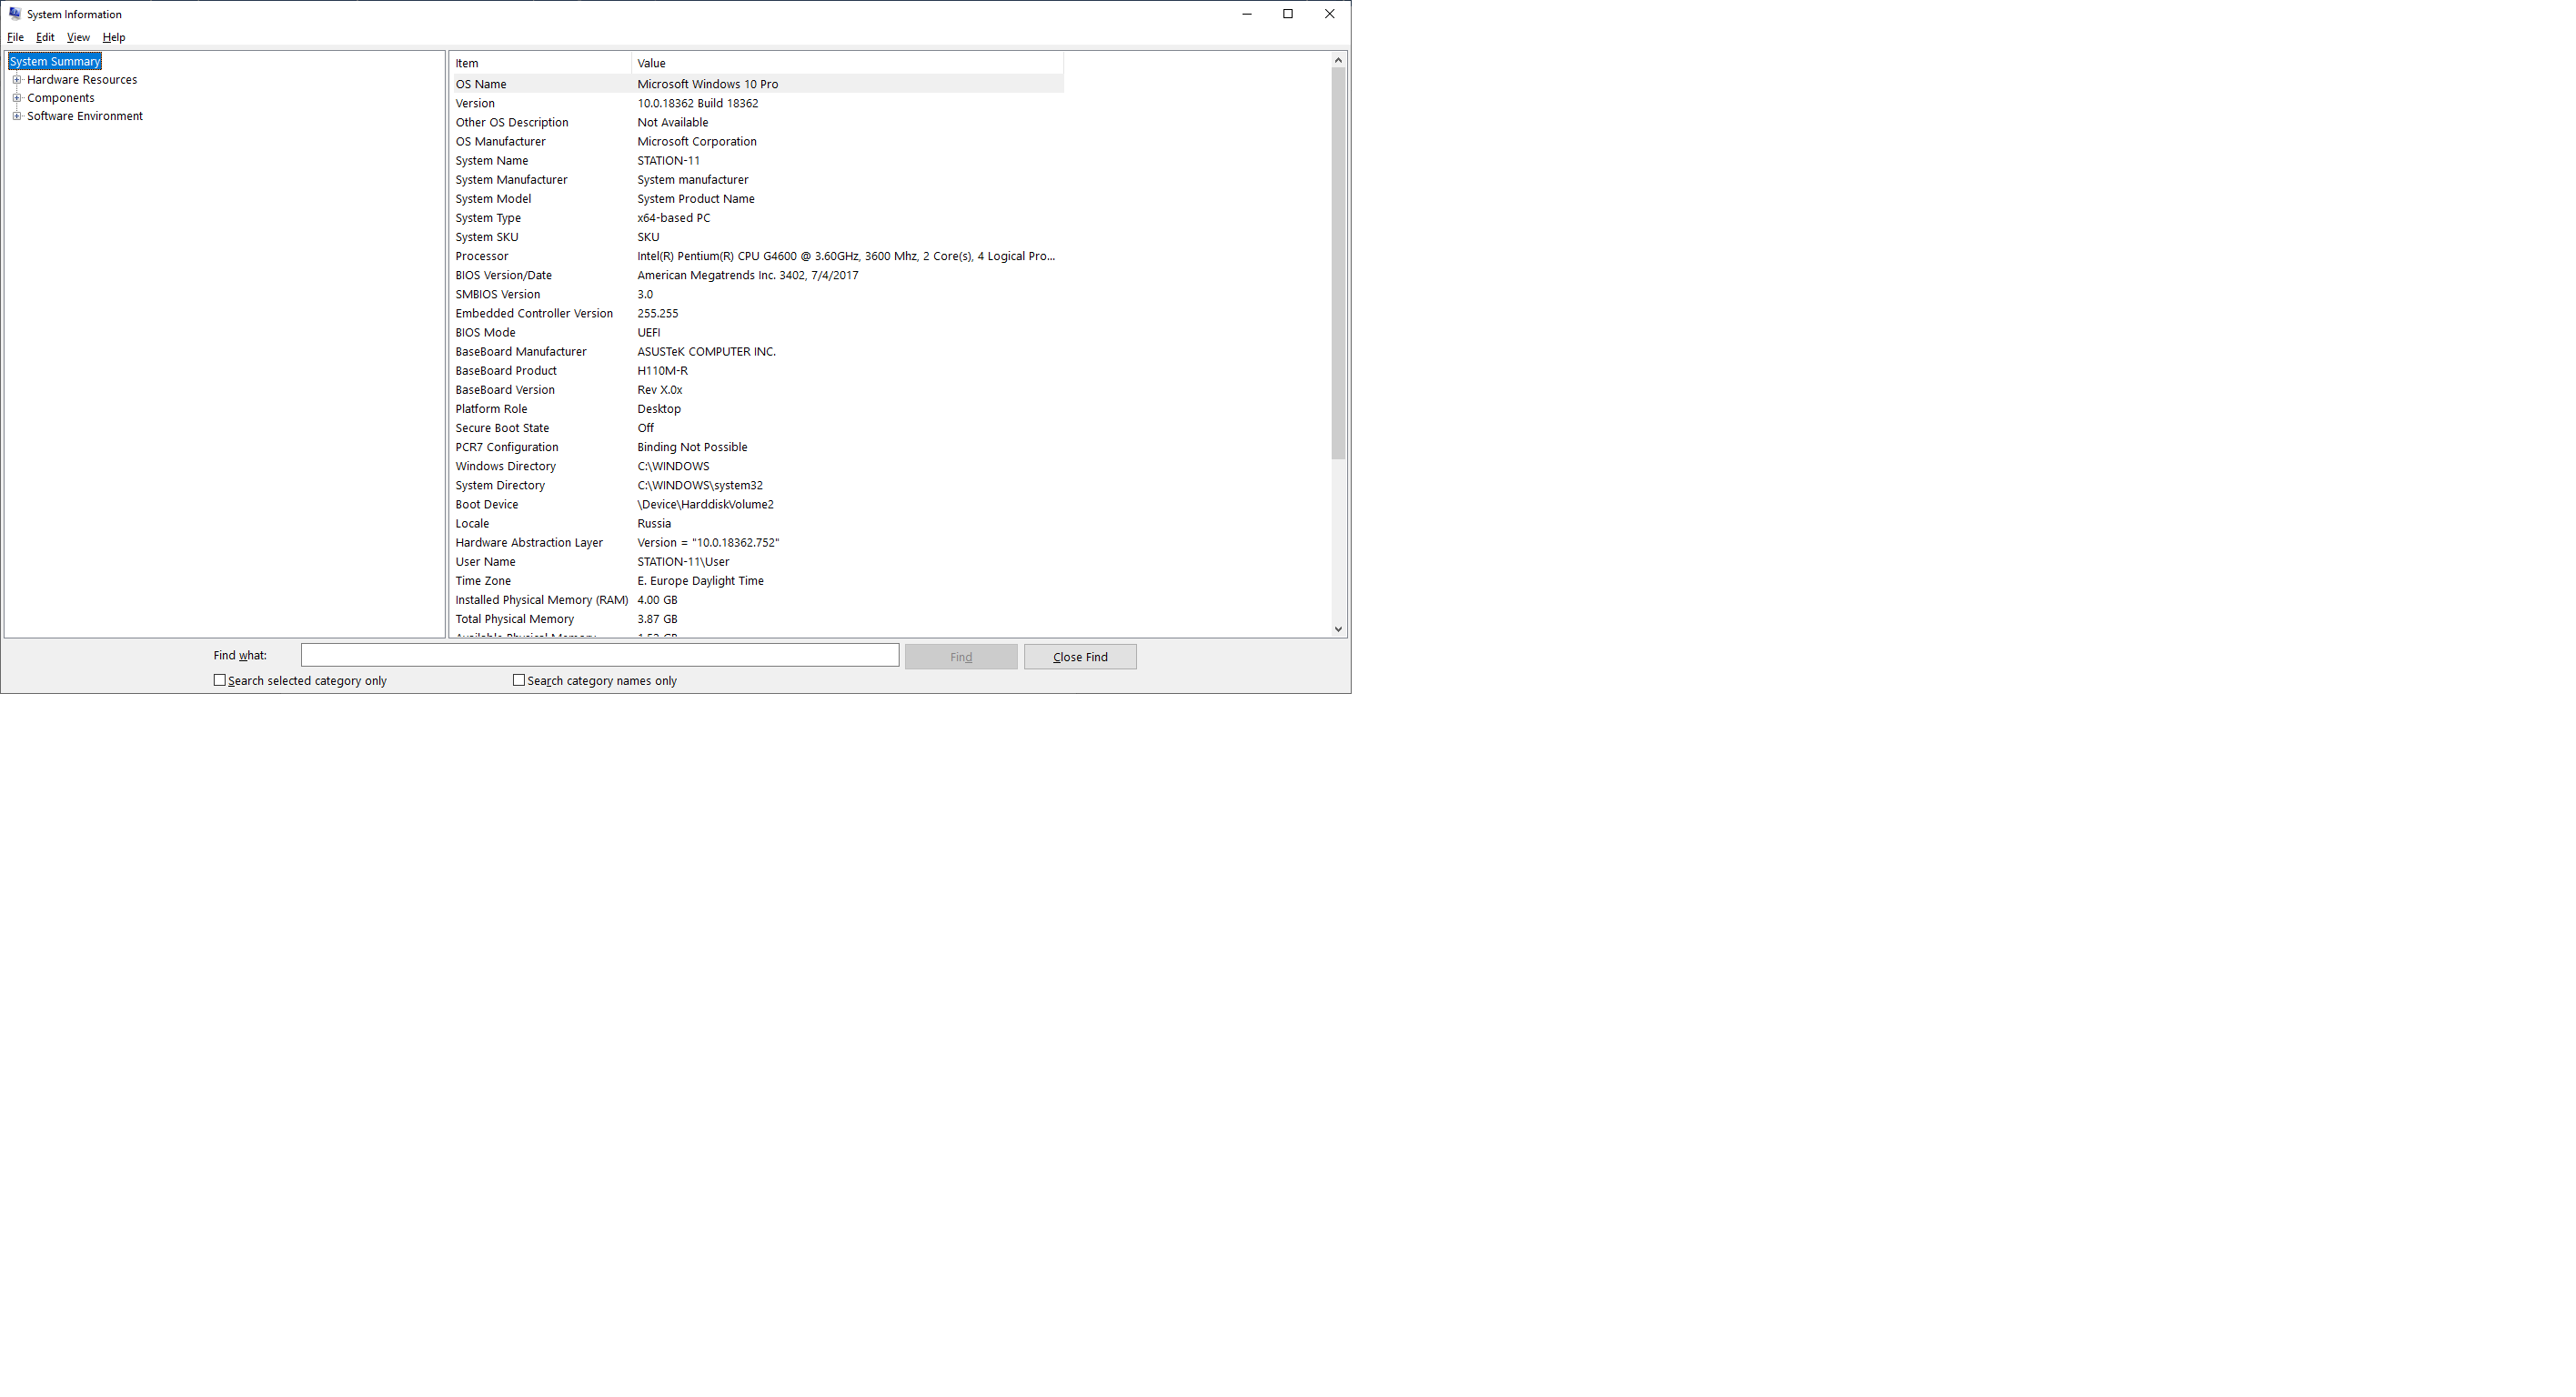 System Information
File Edit View Help
System Summary
Hardware Resources
Components
Software Environment
Item Value
OS Name Microsoft Windows 10 Pro
Version 10.0.18362 Build 18362
Other OS Description Not Available
OS Manufacturer Microsoft Corporation
System Name STATION-11
System Manufacturer System manufacturer
System Model System Product Name
System Type x64-based PC
System SKU SKU
Processor Intel(R) Pentium(R) CPU G4600 @ 3.60GHz, 3600 Mhz, 2 Core(s), 4 Logical Pro...
BIOS Version/Date American Megatrends Inc. 3402, 7/4/2017
SMBIOS Version 3.0
Embedded Controller Version 255.255
BIOS Mode UEFI
BaseBoard Manufacturer ASUSTeK COMPUTER INC.
BaseBoard Product H110M-R
BaseBoard Version Rev X.0x
Platform Role Desktop
Secure Boot State Off
PCR7 Configuration Binding Not Possible
Windows Directory C:\WINDOWS
System Directory C:\WINDOWS\system32
Boot Device \Device\HarddiskVolume2
Locale Russia
Hardware Abstraction Layer Version = "10.0.18362.752"
User Name STATION-11\User
Time Zone E. Europe Daylight Time
Installed Physical Memory (RAM) 4.00 GB
Total Physical Memory 3.87 GB
Available Physical Memory
Find what: Find Close Find
Search selected category only Search category names only